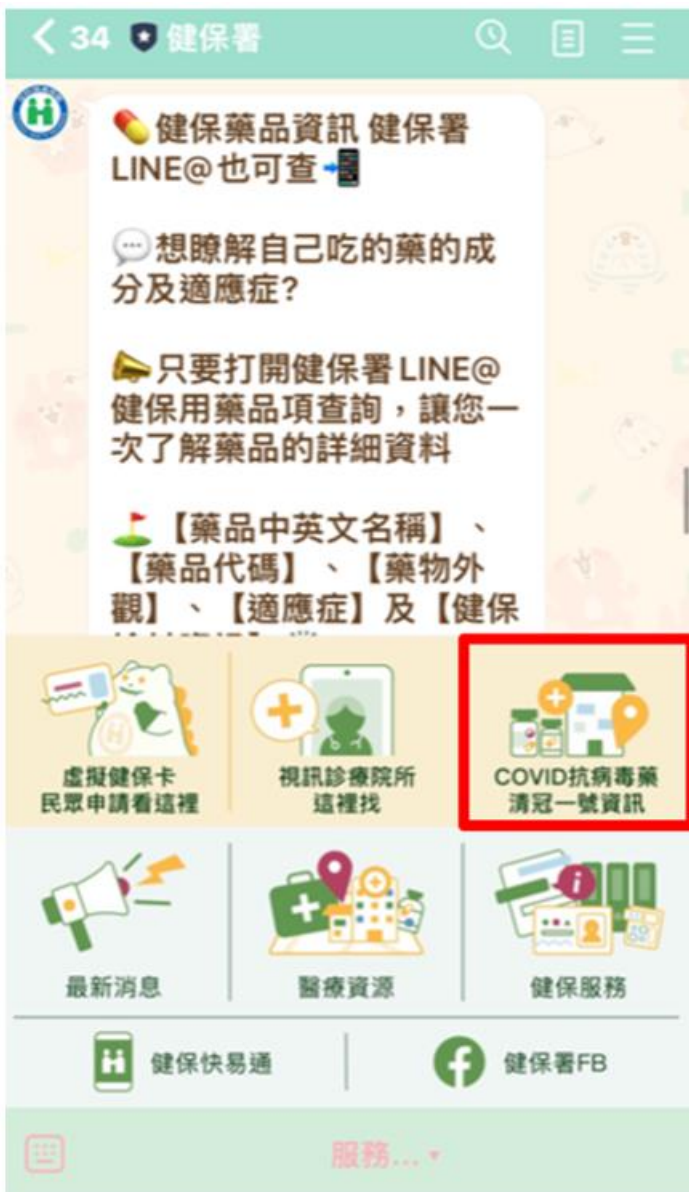 34 健保署
健保藥品資訊 健保署
LINE@也可查
想瞭解自己吃的藥的成
分及適應症?
只要打開健保署 LINE@
健保用藥品項查詢，讓您一
次了解藥品的詳細資料
【藥品中英文名稱】、
【藥品代碼】、【藥物外
觀】、【適應症】及【健保
虛擬健保卡
民眾申請看這裡
視訊診療院所
這裡找
COVID抗病毒藥
清冠一號資訊
最新消息
醫療資源
健保服務
健保快易通
健保署FB
服務...